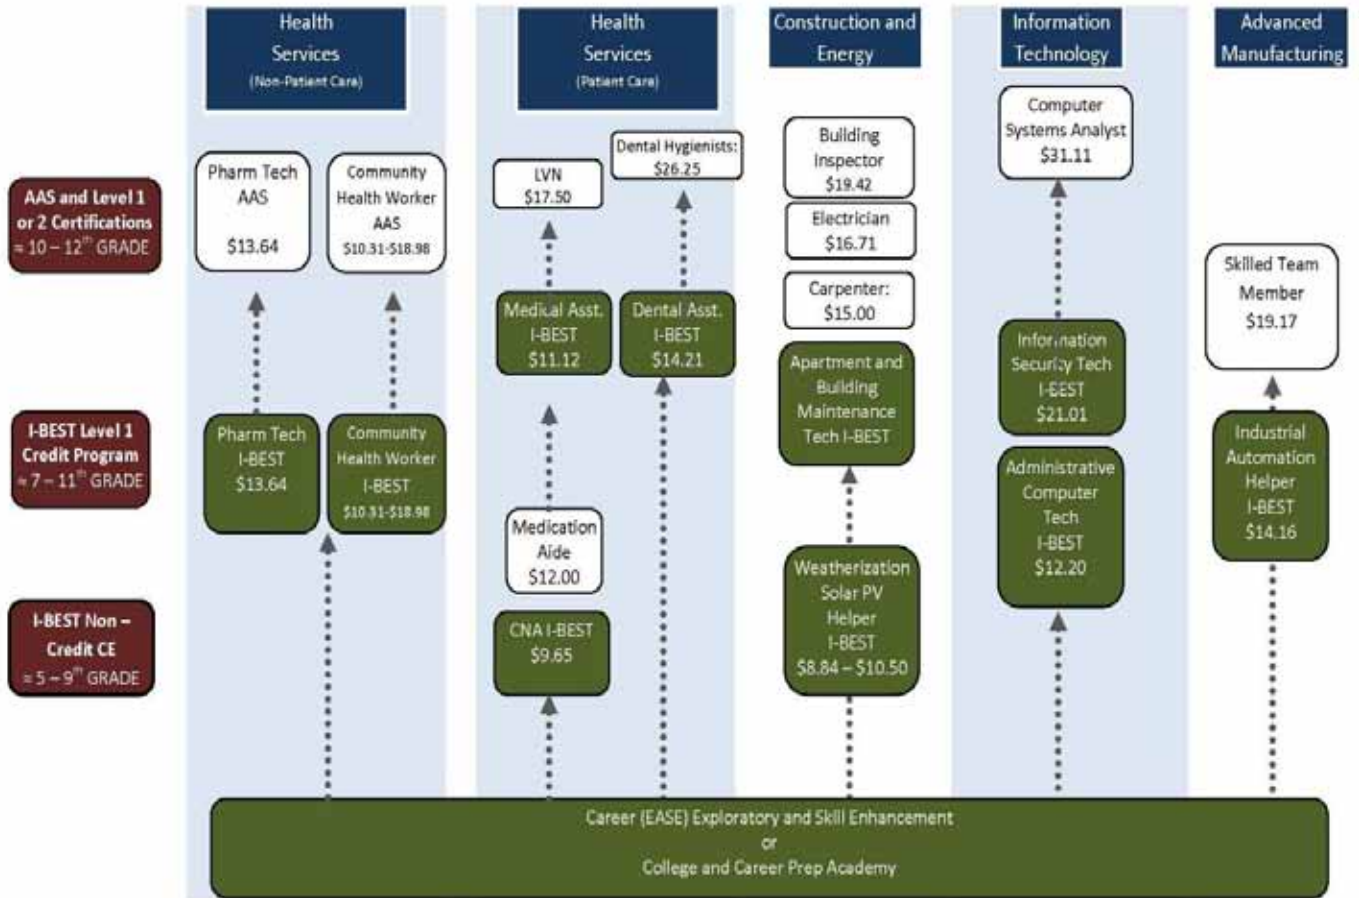 Health
Services
(Non-Patient Care)
Health
Services
(Patient Care)
Construction and
Energy
Information
Technology
Advanced
Manufacturing
AAS and Level 1
or 2 Certifications
≈ 10 – 12th GRADE
Pharm Tech
AAS
$13.64
Community
Health Worker
AAS
$10.31-$18.98
LVN
$17.50
Dental Hygienists:
$26.25
Building
Inspector
$19.42
Electrician
$16.71
Carpenter:
$15.00
Computer
Systems Analyst
$31.11
Skilled Team
Member
$19.17
I-BEST Level 1
Credit Program
≈ 7 – 11th GRADE
Pharm Tech
I-BEST
$13.64
Community
Health Worker
I-BEST
$10.31-$18.98
Medical Asst.
I-BEST
$11.12
Dental Asst.
I-BEST
$14.21
Apartment and
Building
Maintenance
Tech I-BEST
Information
Security Tech
I-BEST
$21.01
Administrative
Computer
Tech
I-BEST
$12.20
Industrial
Automation
Helper
I-BEST
$14.16
I-BEST Non –
Credit CE
≈ 5 – 9th GRADE
Medication
Aide
$12.00
CNA I-BEST
$9.65
Weatherization
Solar PV
Helper
I-BEST
$8.84 – $10.50
Career (EASE) Exploratory and Skill Enhancement
or
College and Career Prep Academy